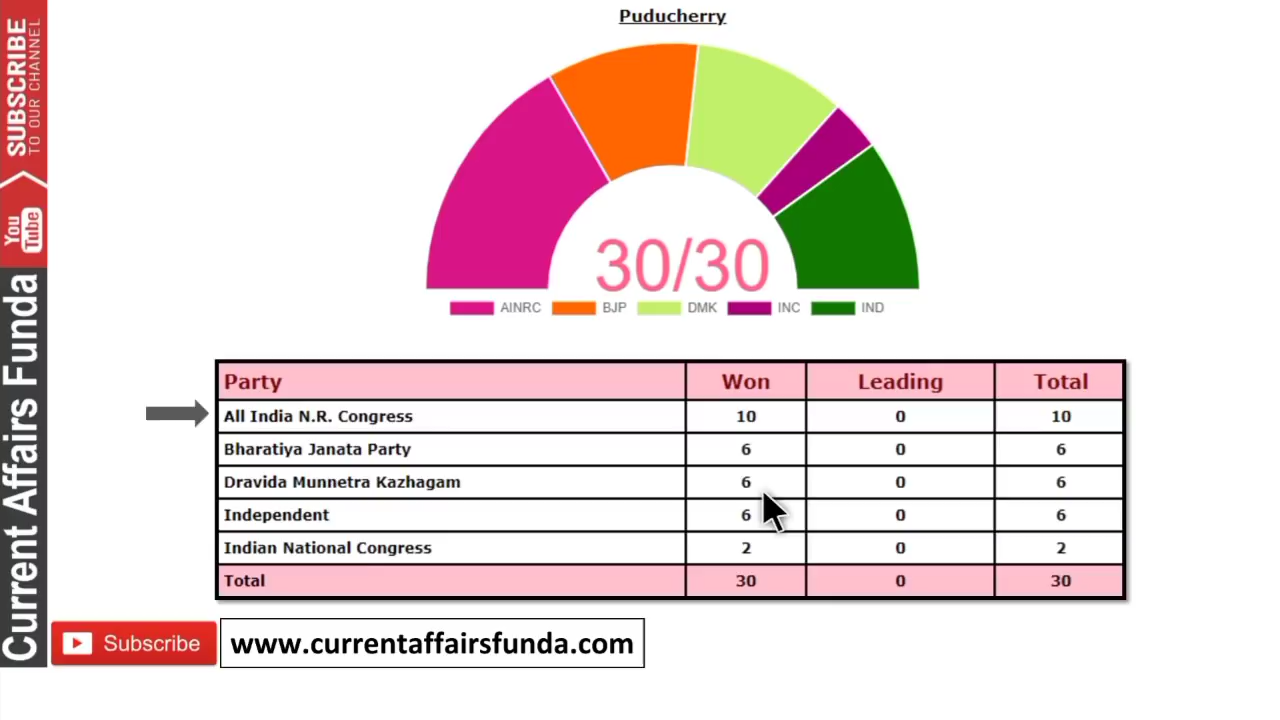 Puducherry
30/30
AINRC BJP DMK INC IND
Party Won Leading Total
All India N.R. Congress 10 0 10
Bharatiya Janata Party 6 0 6
Dravida Munnetra Kazhagam 6 0 6
Independent 6 0 6
Indian National Congress 2 0 2
Total 30 0 30
SUBSCRIBE
TO OUR CHANNEL
You
Tube
Current Affairs Funda
Subscribe
www.currentaffairsfunda.com